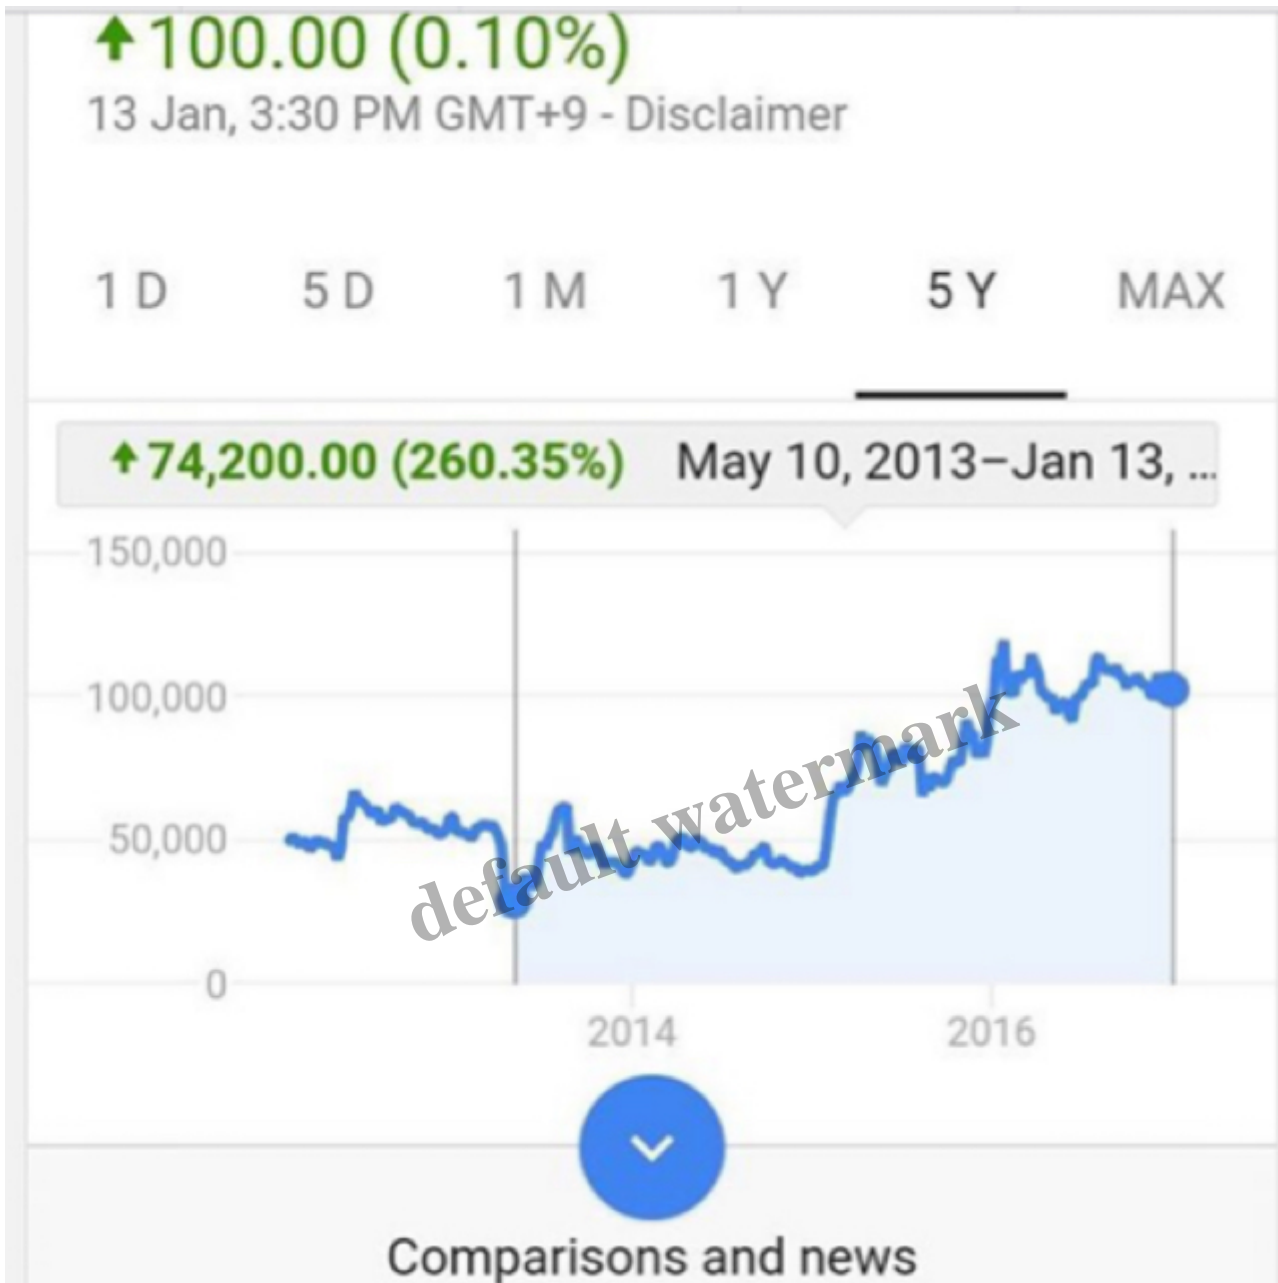 100.00 (0.10%)
13 Jan, 3:30 PM GMT+9 - Disclaimer
1 D 5 D 1 M 1 Y 5 Y MAX
74,200.00 (260.35%) May 10, 2013–Jan 13, ...
150,000
100,000
50,000
0
2014 2016
default watermark
Comparisons and news